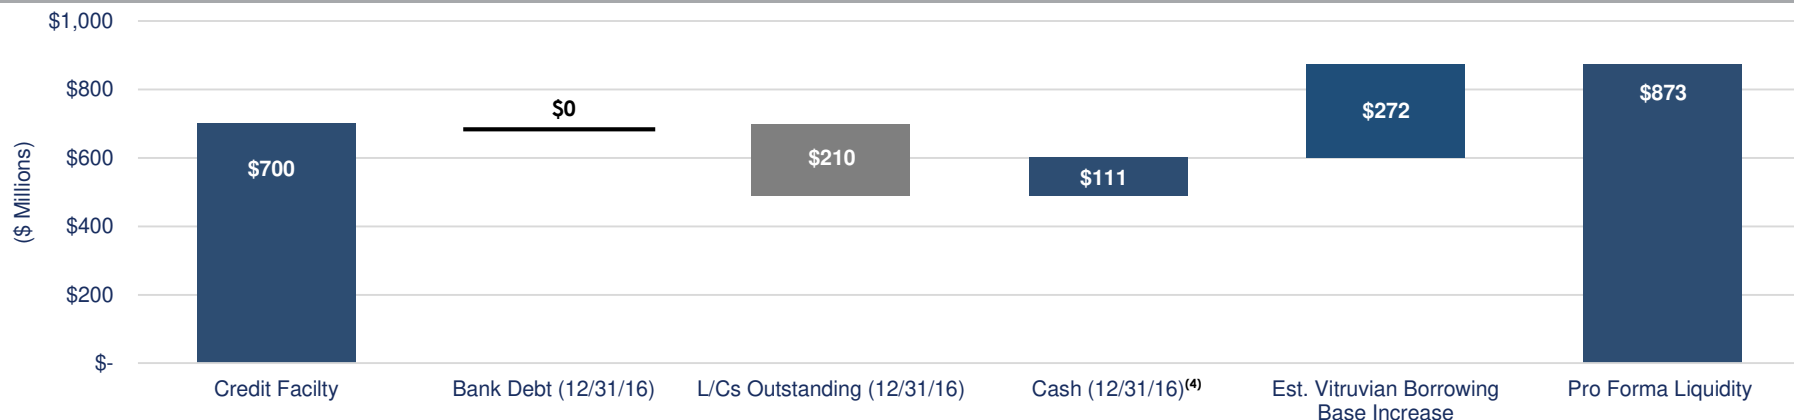 $1,000
$800
$600
$400
$200
$-
($ Millions)
$700
$0
$210
$111
$272
$873
Credit Facilty
Bank Debt (12/31/16)
L/Cs Outstanding (12/31/16)
Cash (12/31/16)(4)
Est. Vitruvian Borrowing
Base Increase
Pro Forma Liquidity